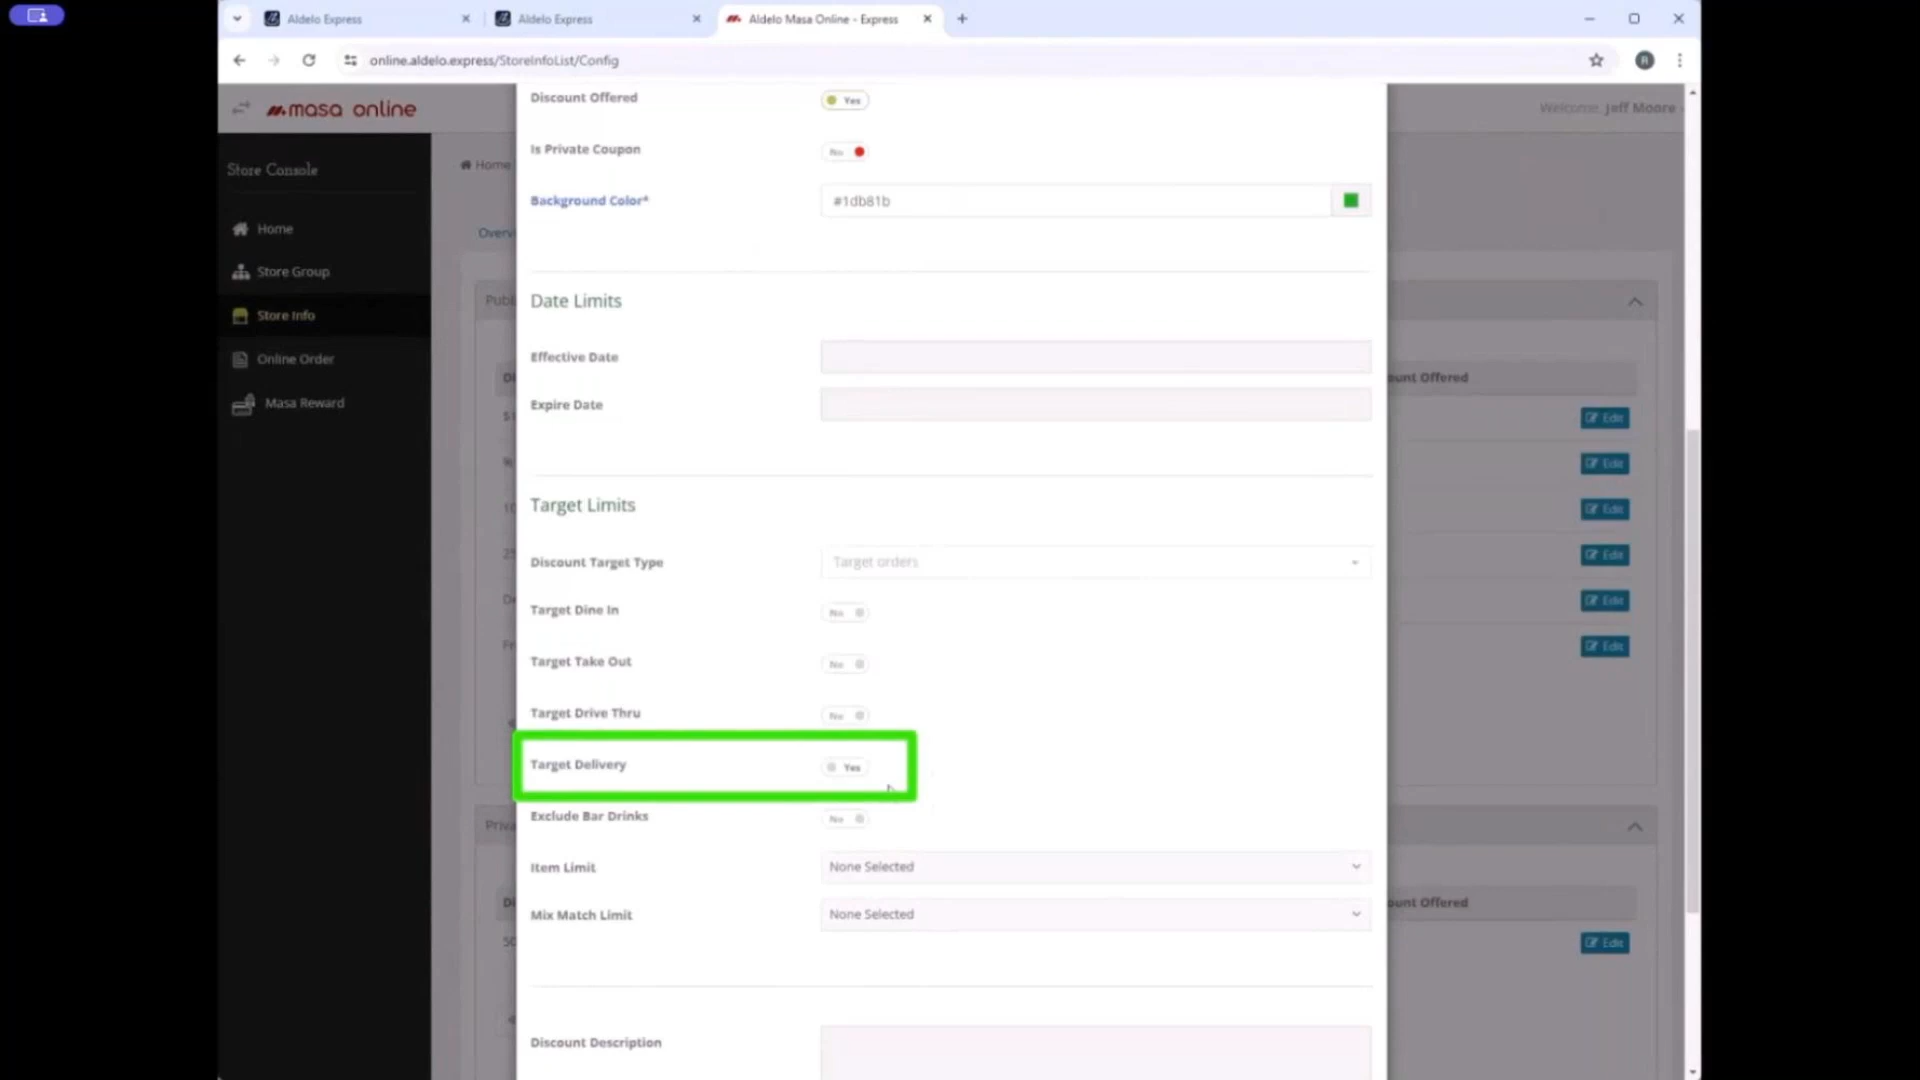 Aldelo Express
Aldelo Express
Aldelo Masa Online - Express
online.aldelo.express/StoreInfoList/Config
masa online
Welcome, Jeff Moore
Store Console
Home
Store Group
Store Info
Online Order
Masa Reward
Home
Discount Offered
Yes
Is Private Coupon
No
Background Color*
#1db81b
Date Limits
Effective Date
Expire Date
Offered
Edit
Edit
Edit
Edit
Edit
Edit
Target Limits
Discount Target Type
Target orders
Target Dine In
No
Target Take Out
No
Target Drive Thru
No
Target Delivery
Yes
Exclude Bar Drinks
No
Item Limit
None Selected
Mix Match Limit
None Selected
Offered
Edit
Discount Description